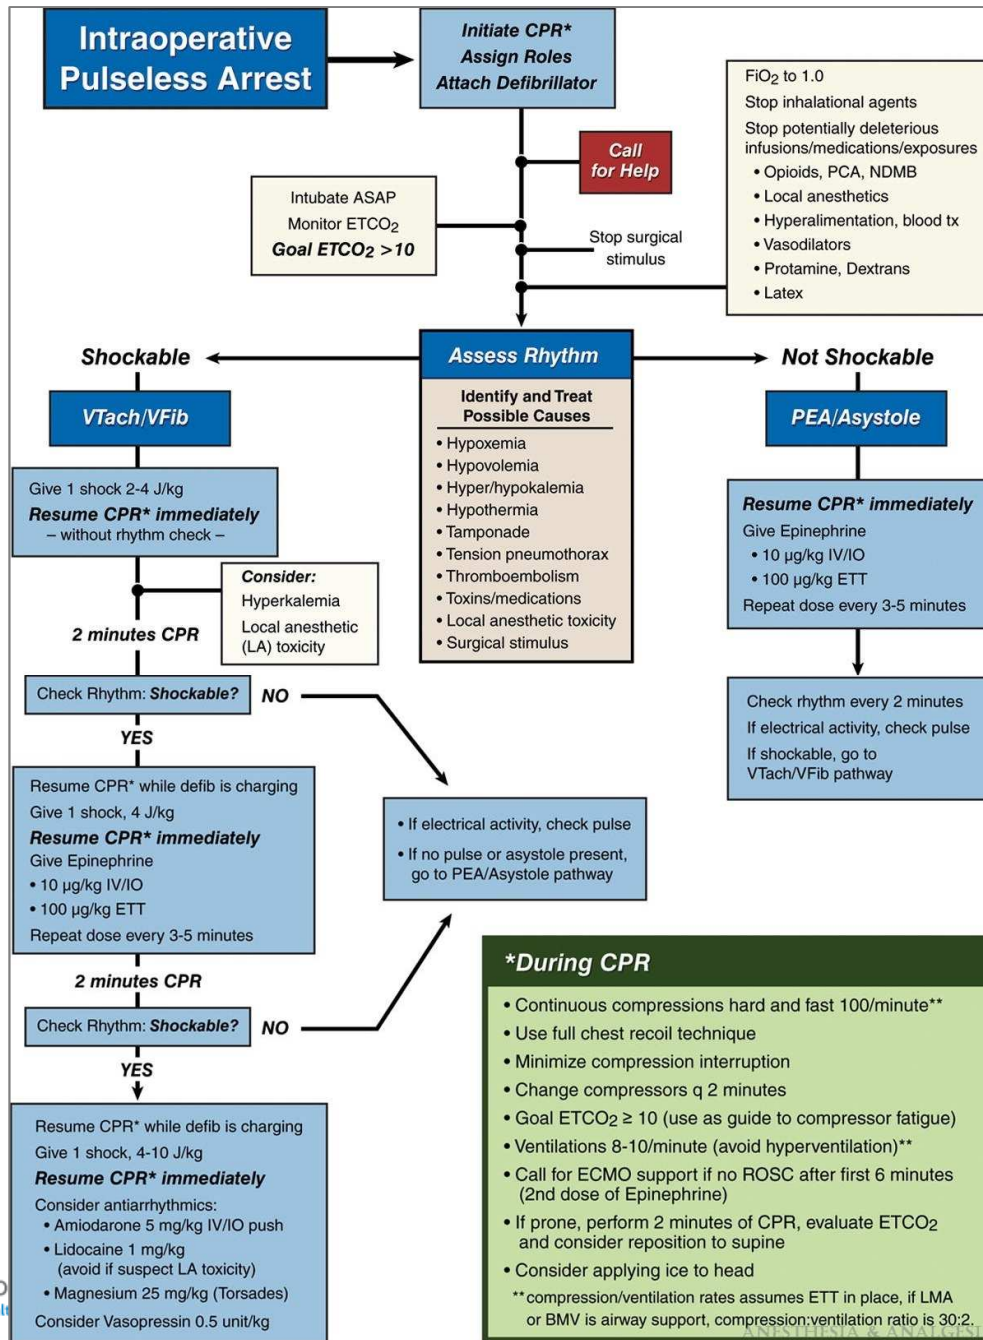 Intraoperative
Pulseless Arrest
Initiate CPR*
Assign Roles
Attach Defibrillator
Call
for Help
FiO2 to 1.0
Stop inhalational agents
Stop potentially deleterious
infusions/medications/exposures
• Opioids, PCA, NDMB
• Local anesthetics
• Hyperalimentation, blood tx
• Vasodilators
• Protamine, Dextrans
• Latex
Intubate ASAP
Monitor ETCO2
Goal ETCO2 >10
Stop surgical
stimulus
Assess Rhythm
Identify and Treat
Possible Causes
• Hypoxemia
• Hypovolemia
• Hyper/hypokalemia
• Hypothermia
• Tamponade
• Tension pneumothorax
• Thromboembolism
• Toxins/medications
• Local anesthetic toxicity
• Surgical stimulus
Shockable
VTach/VFib
Give 1 shock 2-4 J/kg
Resume CPR* immediately
– without rhythm check –
Consider:
Hyperkalemia
Local anesthetic
(LA) toxicity
2 minutes CPR
Check Rhythm: Shockable?
NO
YES
Resume CPR* while defib is charging
Give 1 shock, 4 J/kg
Resume CPR* immediately
Give Epinephrine
• 10 µg/kg IV/IO
• 100 µg/kg ETT
Repeat dose every 3-5 minutes
2 minutes CPR
Check Rhythm: Shockable?
NO
YES
Resume CPR* while defib is charging
Give 1 shock, 4-10 J/kg
Resume CPR* immediately
Consider antiarrhythmics:
• Amiodarone 5 mg/kg IV/IO push
• Lidocaine 1 mg/kg
(avoid if suspect LA toxicity)
• Magnesium 25 mg/kg (Torsades)
Consider Vasopressin 0.5 unit/kg
• If electrical activity, check pulse
• If no pulse or asystole present,
go to PEA/Asystole pathway
Not Shockable
PEA/Asystole
Resume CPR* immediately
Give Epinephrine
• 10 µg/kg IV/IO
• 100 µg/kg ETT
Repeat dose every 3-5 minutes
Check rhythm every 2 minutes
If electrical activity, check pulse
If shockable, go to
VTach/VFib pathway
*During CPR
• Continuous compressions hard and fast 100/minute**
• Use full chest recoil technique
• Minimize compression interruption
• Change compressors q 2 minutes
• Goal ETCO2 ≥ 10 (use as guide to compressor fatigue)
• Ventilations 8-10/minute (avoid hyperventilation)**
• Call for ECMO support if no ROSC after first 6 minutes
(2nd dose of Epinephrine)
• If prone, perform 2 minutes of CPR, evaluate ETCO2
and consider reposition to supine
• Consider applying ice to head
**compression/ventilation rates assumes ETT in place, if LMA
or BMV is airway support, compression:ventilation ratio is 30:2.